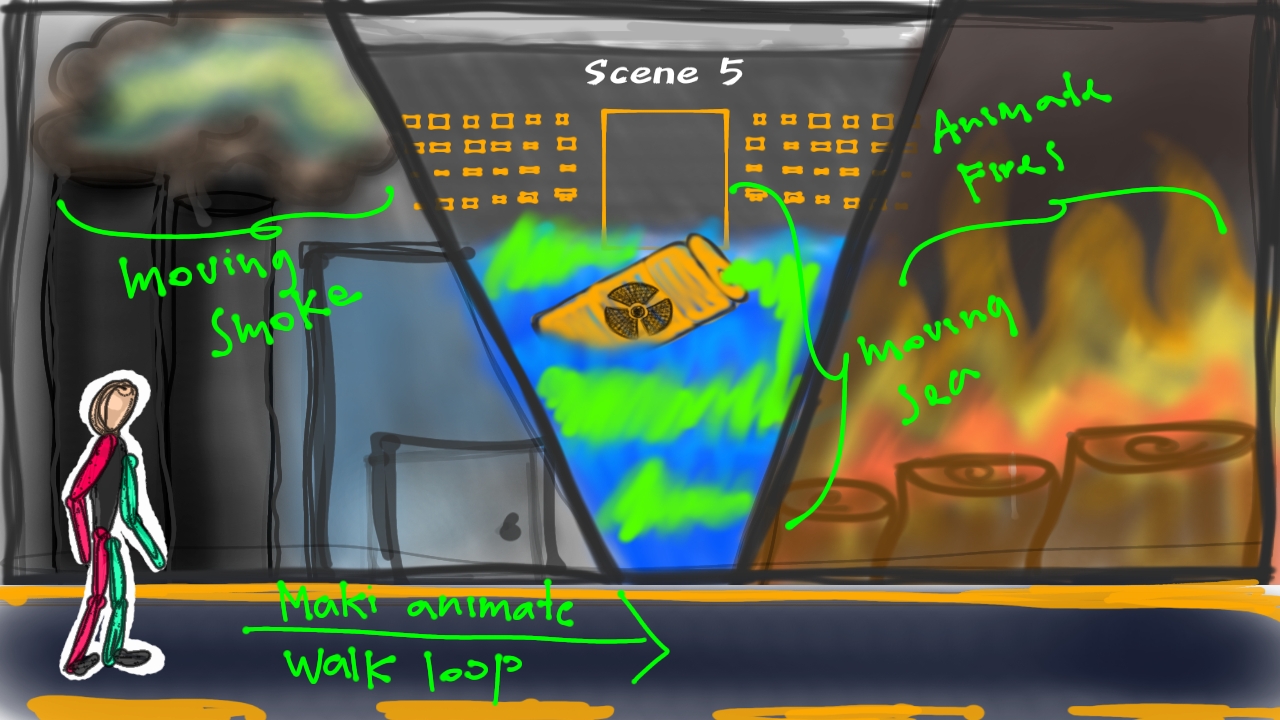 Scene 5
Animate
Fires
Moving
Smoke
Moving
Sea
Maki animate
Walk loop